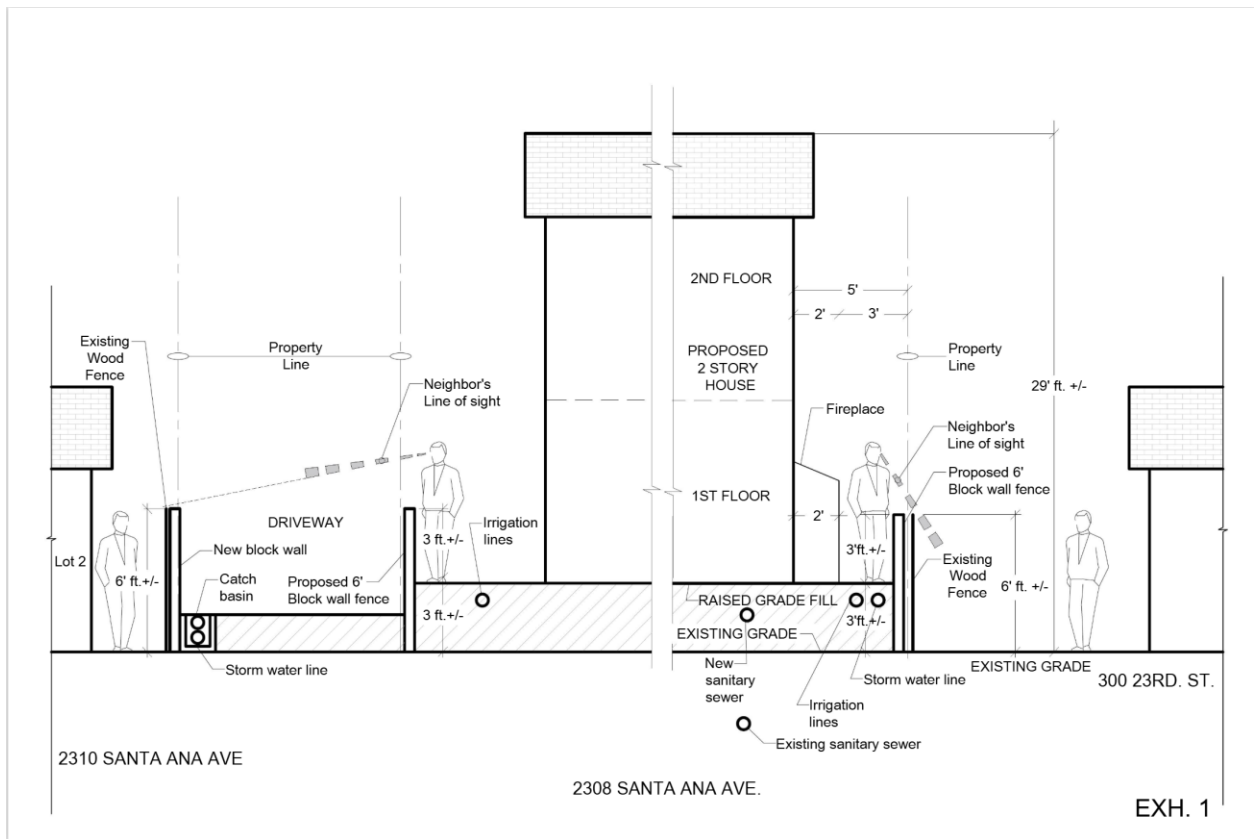 2ND FLOOR
5'
2'
3'
Existing
Wood
Fence
Property
Line
PROPOSED
2 STORY
HOUSE
Property
Line
29' ft. +/-
Neighbor's
Line of sight
Fireplace
Neighbor's
Line of sight
Proposed 6'
Block wall fence
1ST FLOOR
2'
DRIVEWAY
Irrigation
lines
3 ft.+/-
3'ft.+/-
Lot 2
New block wall
6' ft.+/-
Catch
basin
Proposed 6'
Block wall fence
Existing
Wood
Fence
6' ft. +/-
RAISED GRADE FILL
3 ft.+/-
3'ft.+/-
EXISTING GRADE
Storm water line
New
sanitary
sewer
Storm water line
EXISTING GRADE
300 23RD. ST.
Irrigation
lines
Existing sanitary sewer
2310 SANTA ANA AVE
2308 SANTA ANA AVE.
EXH. 1